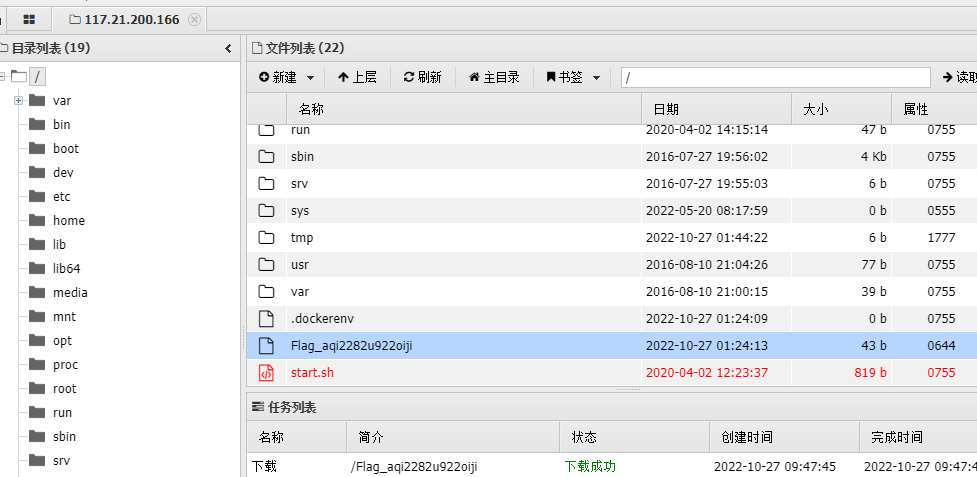 117.21.200.166
目录列表 (19)
/
var
bin
boot
dev
etc
home
lib
lib64
media
mnt
opt
proc
root
run
sbin
srv
文件列表 (22)
新建 上层 刷新 主目录 书签 / 读取
名称 日期 大小 属性
run 2020-04-02 14:15:14 47 b 0755
sbin 2016-07-27 19:56:02 4 Kb 0755
srv 2016-07-27 19:55:03 6 b 0755
sys 2022-05-20 08:17:59 0 b 0555
tmp 2022-10-27 01:44:22 6 b 1777
usr 2016-08-10 21:04:26 77 b 0755
var 2016-08-10 21:00:15 39 b 0755
.dockerenv 2022-10-27 01:24:09 0 b 0755
Flag_aqi2282u922oiji 2022-10-27 01:24:13 43 b 0644
start.sh 2020-04-02 12:23:37 819 b 0755
任务列表
名称 简介 状态 创建时间 完成时间
下载 /Flag_aqi2282u922oiji 下载成功 2022-10-27 09:47:45 2022-10-27 09:47:4